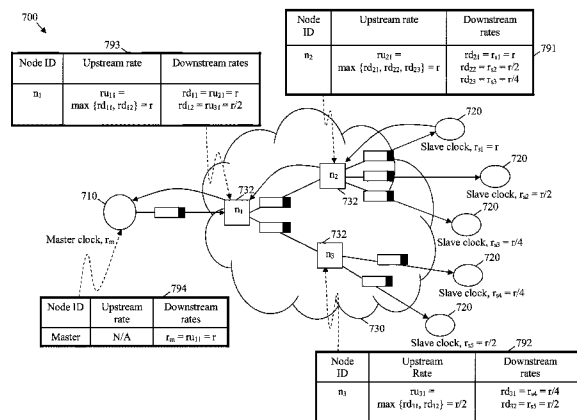 700
793
Node ID Upstream rate Downstream rates
n1 ru11 = max {rd11, rd12} = r rd11 = ru21 = r
rd12 = ru31 = r/2
791
Node ID Upstream Rate Downstream rates
n2 ru21 = max {rd21, rd22, rd23} = r rd21 = rs1 = r
rd22 = rs2 = r/2
rd23 = rs3 = r/4
720
Slave clock, rs1 = r
720
Slave clock, rs2 = r/2
720
Slave clock, rs3 = r/4
720
Slave clock, rs4 = r/4
720
Slave clock, rs5 = r/2
732
n2
732
n1
732
n3
710
Master clock, rm
730
794
Node ID Upstream rate Downstream rates
Master N/A rm = ru11 = r
792
Node ID Upstream Rate Downstream rates
n3 ru31 = max {rd31, rd32} = r/2 rd31 = rs4 = r/4
rd32 = rs5 = r/2